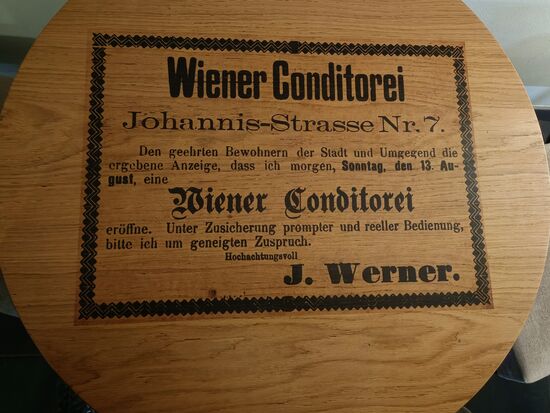 Wiener Conditorei
Johannis-Strasse Nr. 7.
Den geehrten Bewohnern der Stadt und Umgegend die
ergebene Anzeige, dass ich morgen, Sonntag, den 13. Au-
gust, eine
Wiener Conditorei
eröffne. Unter Zusicherung prompter und reeller Bedienung,
bitte ich um geneigten Zuspruch.
Hochachtungsvoll
J. Werner.